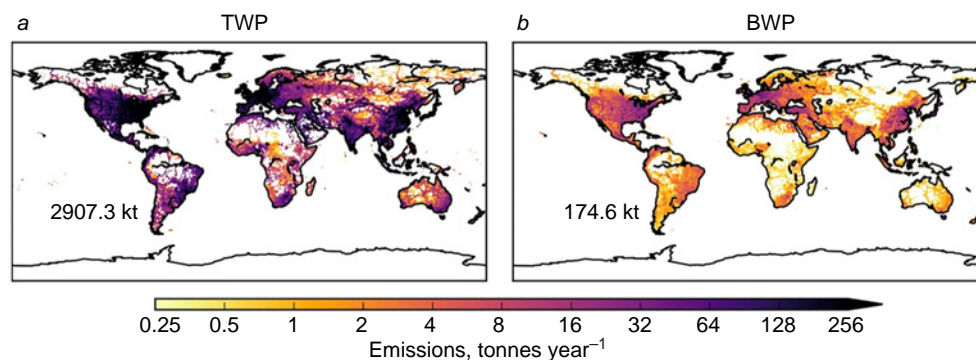 a TWP
b BWP
2907.3 kt
174.6 kt
0.25 0.5 1 2 4 8 16 32 64 128 256
Emissions, tonnes year⁻¹